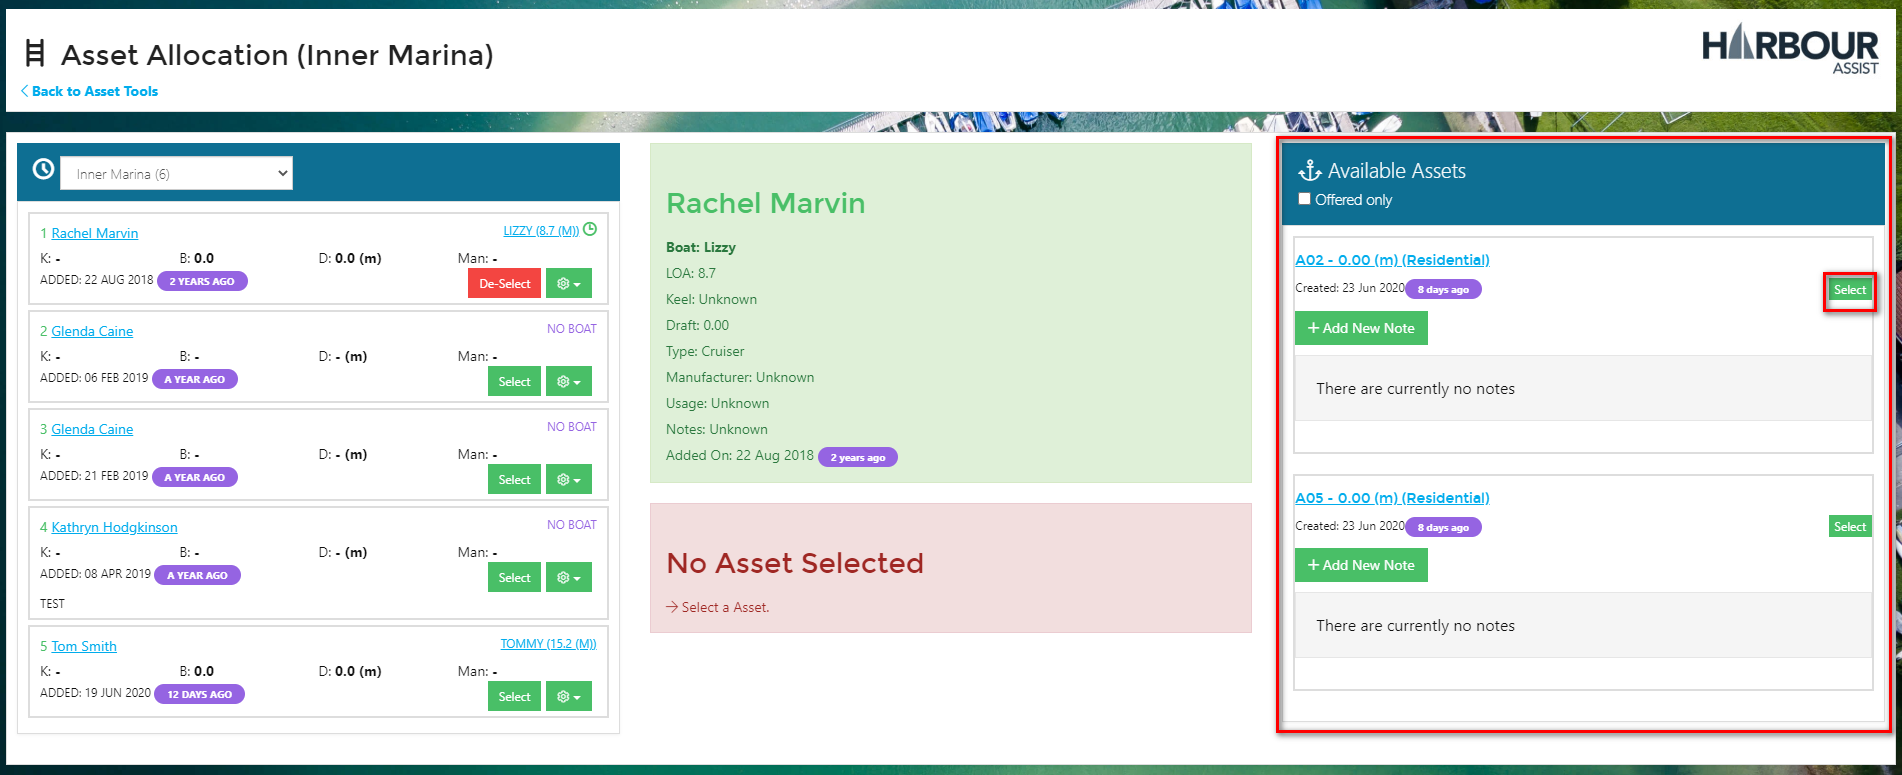 Asset Allocation (Inner Marina)
HARBOUR
ASSIST
Back to Asset Tools
Inner Marina (6)
1 Rachel Marvin
LIZZY (8.7 (M))
K: -
B: 0.0
D: 0.0 (m)
Man: -
ADDED: 22 AUG 2018
2 YEARS AGO
De-Select
2 Glenda Caine
NO BOAT
K: -
B: -
D: - (m)
Man: -
ADDED: 06 FEB 2019
A YEAR AGO
Select
3 Glenda Caine
NO BOAT
K: -
B: -
D: - (m)
Man: -
ADDED: 21 FEB 2019
A YEAR AGO
Select
4 Kathryn Hodgkinson
NO BOAT
K: -
B: -
D: - (m)
Man: -
ADDED: 08 APR 2019
A YEAR AGO
Select
TEST
5 Tom Smith
TOMMY (15.2 (M))
K: -
B: 0.0
D: 0.0 (m)
Man: -
ADDED: 19 JUN 2020
12 DAYS AGO
Select
Rachel Marvin
Boat: Lizzy
LOA: 8.7
Keel: Unknown
Draft: 0.00
Type: Cruiser
Manufacturer: Unknown
Usage: Unknown
Notes: Unknown
Added On: 22 Aug 2018 2 years ago
No Asset Selected
Select a Asset.
Available Assets
Offered only
A02 - 0.00 (m) (Residential)
Created: 23 Jun 2020 8 days ago
Select
+ Add New Note
There are currently no notes
A05 - 0.00 (m) (Residential)
Created: 23 Jun 2020 8 days ago
Select
+ Add New Note
There are currently no notes